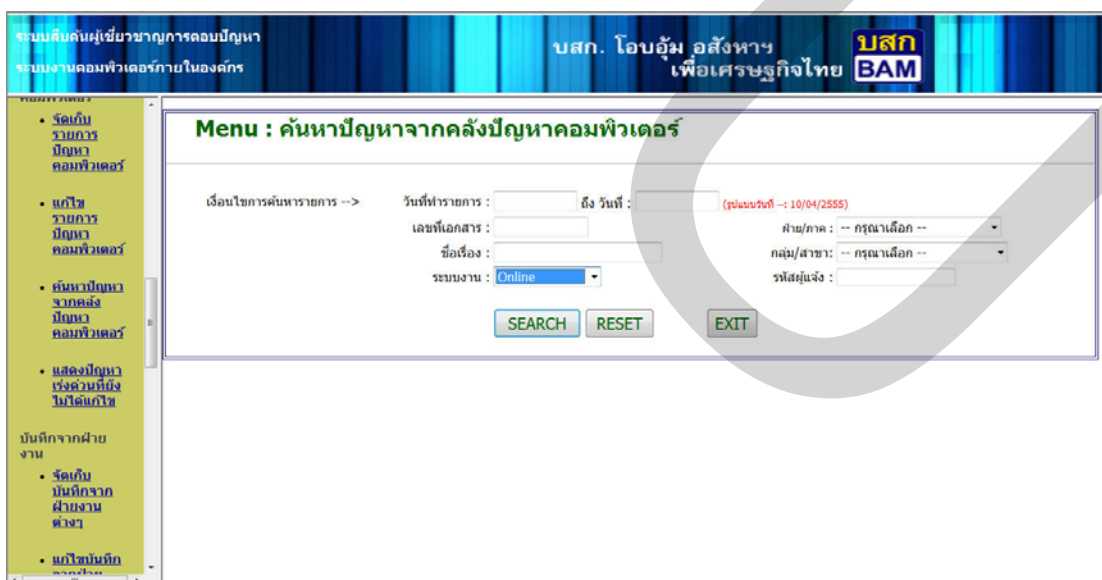 ระบบสืบค้นผู้เชี่ยวชาญการตอบปัญหา
ระบบงานคอมพิวเตอร์ภายในองค์กร
บสก. โอบอุ้ม อสังหาฯ
เพื่อเศรษฐกิจไทย
บสก
BAM
คอมพิวเตอร์
จัดเก็บ
รายการ
ปัญหา
คอมพิวเตอร์
แก้ไข
รายการ
ปัญหา
คอมพิวเตอร์
ค้นหาปัญหา
จากคลัง
ปัญหา
คอมพิวเตอร์
แสดงปัญหา
เร่งด่วนที่ยัง
ไม่ได้แก้ไข
บันทึกจากฝ่าย
งาน
จัดเก็บ
บันทึกจาก
ฝ่ายงาน
ต่างๆ
แก้ไขบันทึก
จากฝ่าย
Menu : ค้นหาปัญหาจากคลังปัญหาคอมพิวเตอร์
เงื่อนไขการค้นหารายการ --> วันที่ทำรายการ : ถึง วันที่ : (รูปแบบวันที่ --: 10/04/2555)
เลขที่เอกสาร : ฝ่าย/ภาค : -- กรุณาเลือก --
ชื่อเรื่อง : กลุ่ม/สาขา: -- กรุณาเลือก --
ระบบงาน : Online รหัสผู้แจ้ง :
SEARCH RESET EXIT